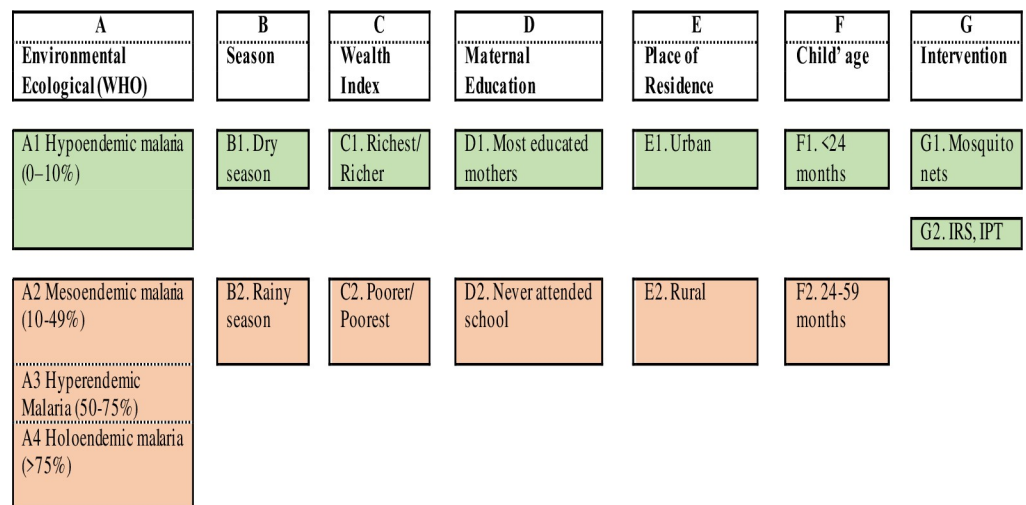 A
Environmental
Ecological (WHO)
B
Season
C
Wealth
Index
D
Maternal
Education
E
Place of
Residence
F
Child' age
G
Intervention
A1 Hypoendemic malaria
(0–10%)
B1. Dry
season
C1. Richest/
Richer
D1. Most educated
mothers
E1. Urban
F1. <24
months
G1. Mosquito
nets
G2. IRS, IPT
A2 Mesoendemic malaria
(10-49%)
B2. Rainy
season
C2. Poorer/
Poorest
D2. Never attended
school
E2. Rural
F2. 24-59
months
A3 Hyperendemic
Malaria (50-75%)
A4 Holoendemic malaria
(>75%)